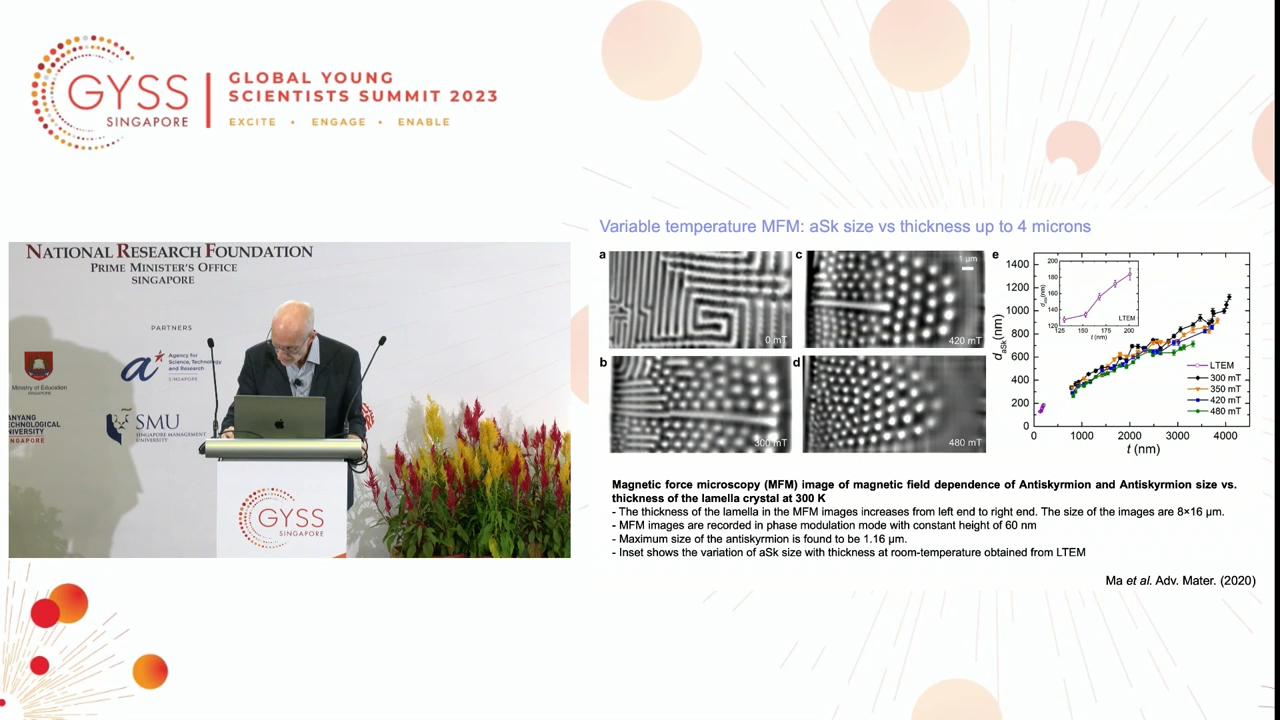 GYSS
SINGAPORE
GLOBAL YOUNG
SCIENTISTS SUMMIT 2023
EXCITE • ENGAGE • ENABLE
NATIONAL RESEARCH FOUNDATION
PRIME MINISTER'S OFFICE
SINGAPORE
PARTNERS
Ministry of Education
SINGAPORE
Agency for
Science, Technology
and Research
SINGAPORE
ANYANG
TECHNOLOGICAL
UNIVERSITY
SINGAPORE
SMU
SINGAPORE MANAGEMENT
UNIVERSITY
GYSS
SINGAPORE
Variable temperature MFM: aSk size vs thickness up to 4 microns
a
0 mT
b
300 mT
c
1 µm
420 mT
d
480 mT
e
1400
1200
1000
800
600
400
200
0
d aSk (nm)
0 1000 2000 3000 4000
t (nm)
200
180
160
140
120
125 150 175 200
t (nm)
LTEM
LTEM
300 mT
350 mT
420 mT
480 mT
Magnetic force microscopy (MFM) image of magnetic field dependence of Antiskyrmion and Antiskyrmion size vs.
thickness of the lamella crystal at 300 K
- The thickness of the lamella in the MFM images increases from left end to right end. The size of the images are 8×16 µm.
- MFM images are recorded in phase modulation mode with constant height of 60 nm
- Maximum size of the antiskyrmion is found to be 1.16 µm.
- Inset shows the variation of aSk size with thickness at room-temperature obtained from LTEM
Ma et al. Adv. Mater. (2020)